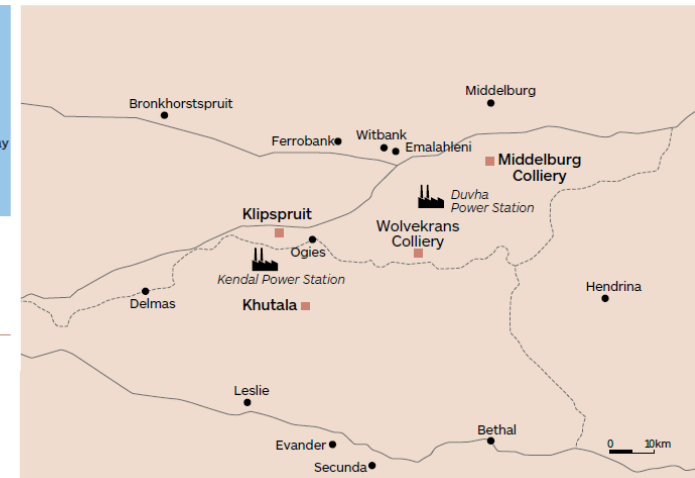 ay
Middelburg
Bronkhorstspruit
Ferrobank
Witbank
Emalahleni
Middelburg
Colliery
Duvha
Power Station
Klipspruit
Wolvekrans
Colliery
Ogies
Kendal Power Station
Hendrina
Delmas
Khutala
Leslie
Bethal
Evander
Secunda
0 10km